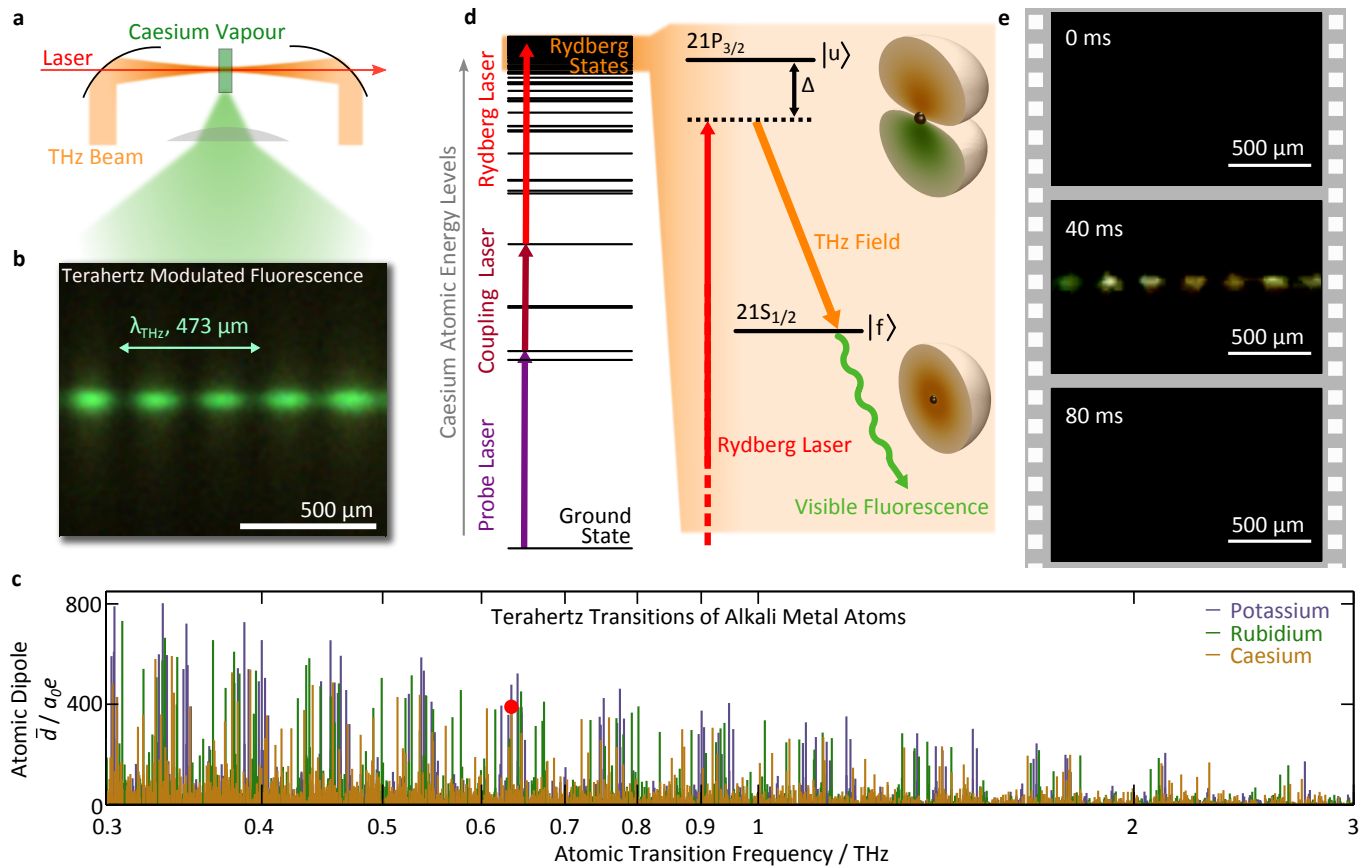 a
Caesium Vapour
Laser
THz Beam
b
Terahertz Modulated Fluorescence
λTHz, 473 μm
500 μm
d
Caesium Atomic Energy Levels
Probe Laser
Coupling Laser
Rydberg Laser
Rydberg
States
Ground
State
21P3/2
|u⟩
Δ
THz Field
21S1/2
|f⟩
Rydberg Laser
Visible Fluorescence
e
0 ms
500 μm
40 ms
500 μm
80 ms
500 μm
c
Terahertz Transitions of Alkali Metal Atoms
Potassium
Rubidium
Caesium
Atomic Dipole
d̄ / a0e
800
400
0
0.3 0.4 0.5 0.6 0.7 0.8 0.9 1 2 3
Atomic Transition Frequency / THz